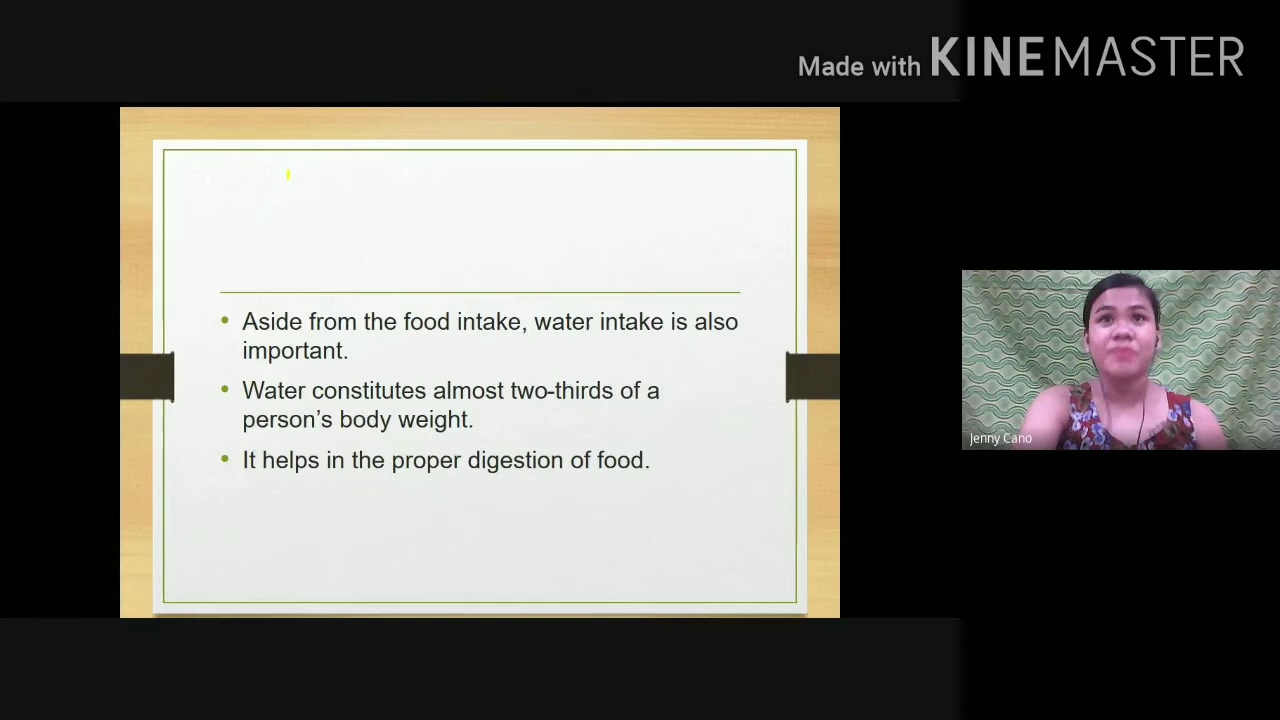 Made with KINEMASTER
• Aside from the food intake, water intake is also
important.
• Water constitutes almost two-thirds of a
person's body weight.
• It helps in the proper digestion of food.
Jenny Cano